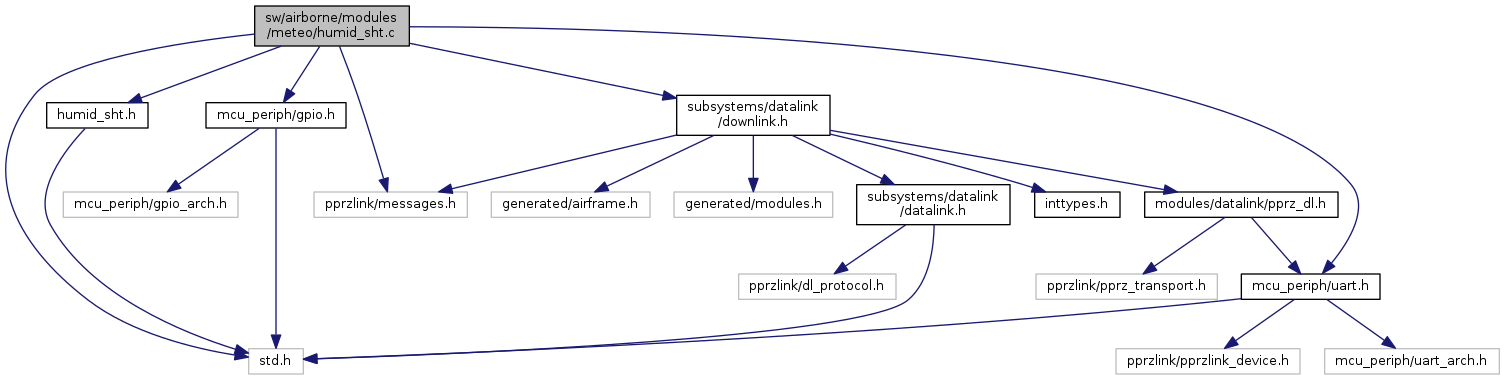 sw/airborne/modules
/meteo/humid_sht.c
humid_sht.h
mcu_periph/gpio.h
subsystems/datalink
/downlink.h
mcu_periph/gpio_arch.h
pprzlink/messages.h
generated/airframe.h
generated/modules.h
subsystems/datalink
/datalink.h
inttypes.h
modules/datalink/pprz_dl.h
pprzlink/dl_protocol.h
pprzlink/pprz_transport.h
mcu_periph/uart.h
std.h
pprzlink/pprzlink_device.h
mcu_periph/uart_arch.h